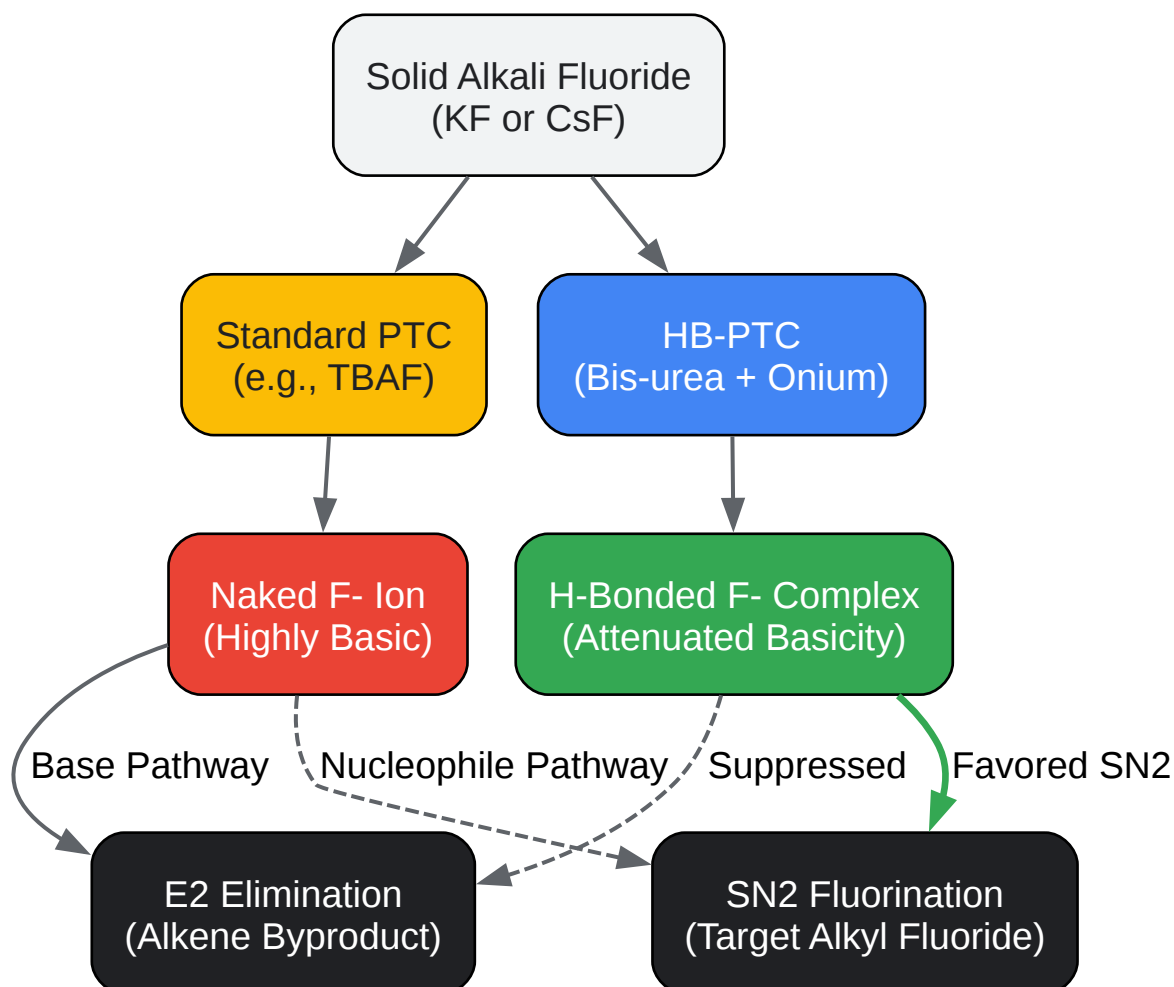 Solid Alkali Fluoride
(KF or CsF)
Standard PTC
(e.g., TBAF)
HB-PTC
(Bis-urea + Onium)
Naked F- Ion
(Highly Basic)
H-Bonded F- Complex
(Attenuated Basicity)
Base Pathway
Nucleophile Pathway
Suppressed
Favored SN2
E2 Elimination
(Alkene Byproduct)
SN2 Fluorination
(Target Alkyl Fluoride)